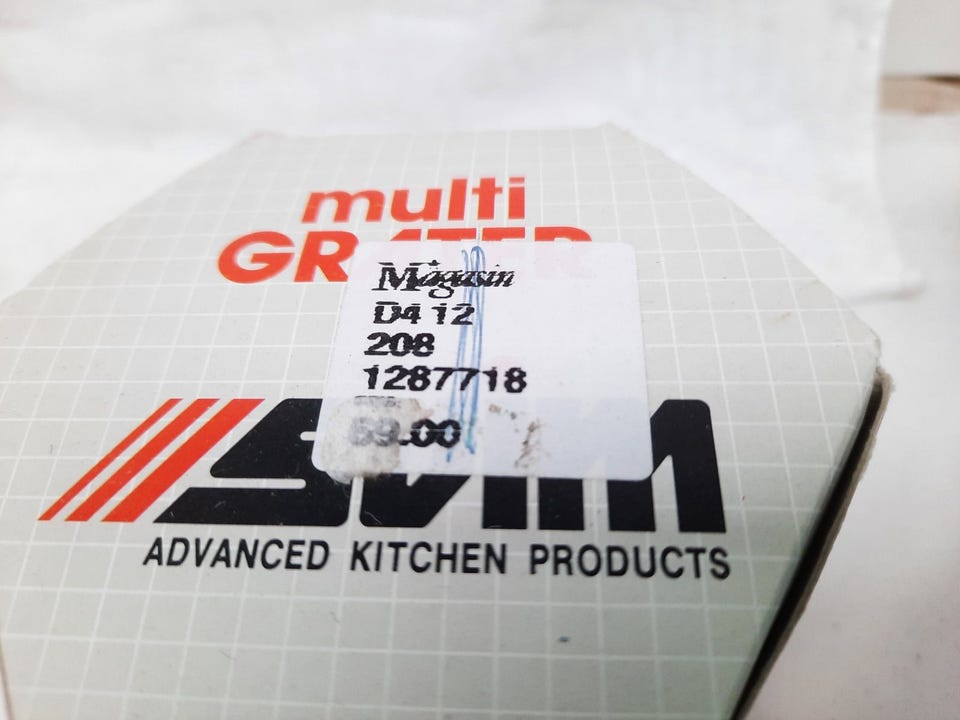 multi
GRATER
Magasin
D4 12
208
1287718
ADVANCED KITCHEN PRODUCTS